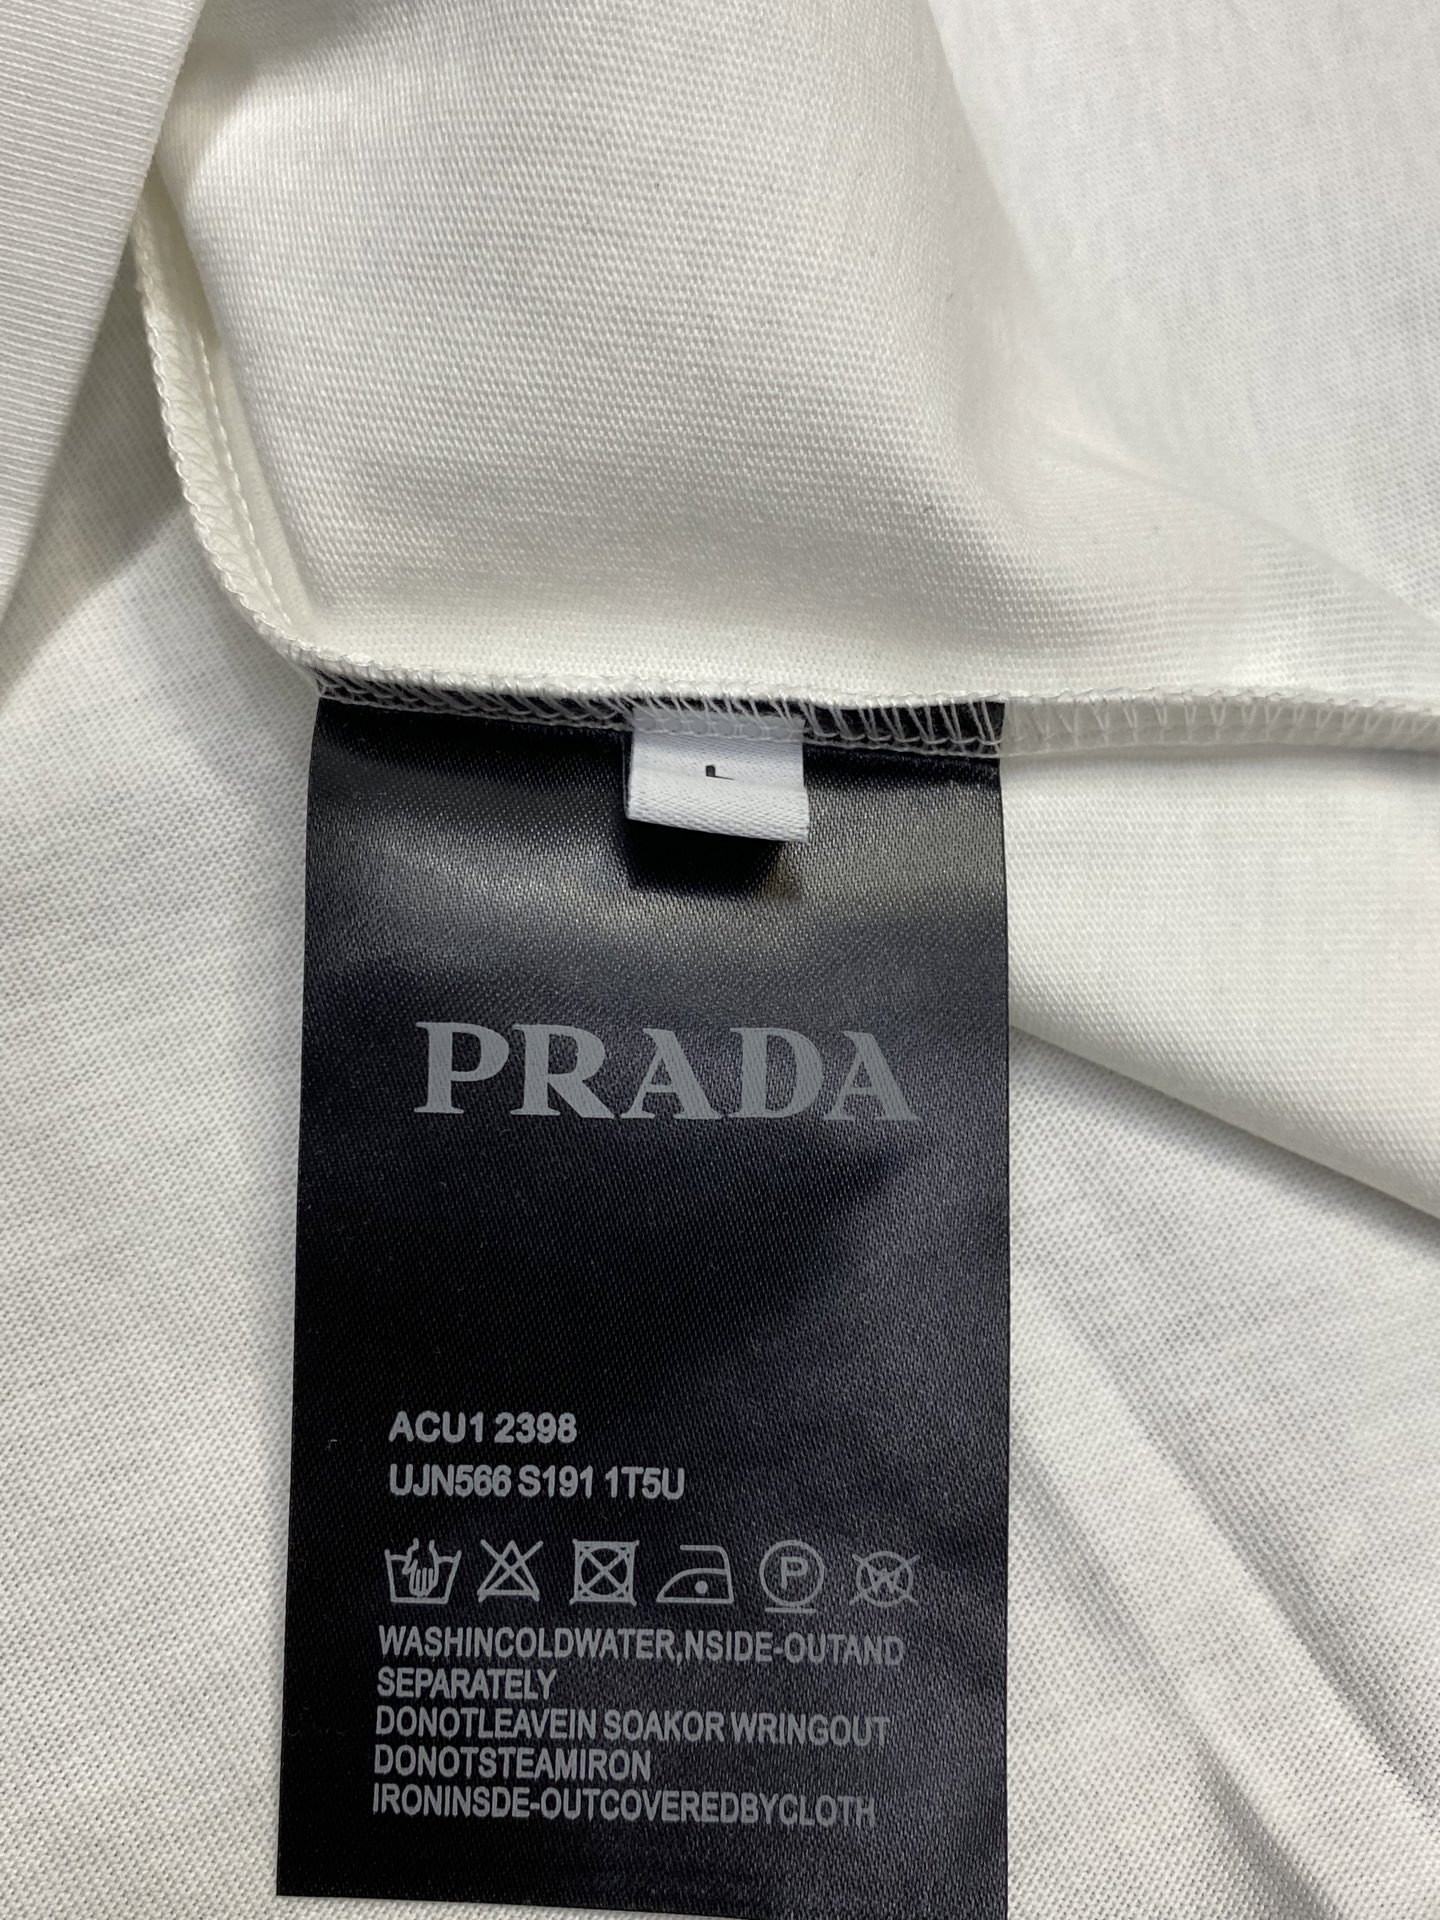 L
PRADA
ACU1 2398
UJN566 S191 1T5U
P W
WASHINCOLDWATER,NSIDE-OUTAND
SEPARATELY
DONOTLEAVEIN SOAKOR WRINGOUT
DONOTSTEAMIRON
IRONINSDE-OUTCOVEREDBYCLOTH